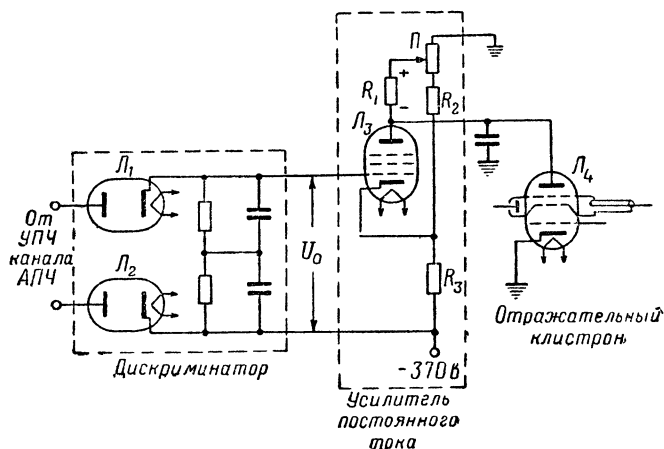 П
R₁
+
–
R₂
Л₃
Л₁
От
УПЧ
канала
АПЧ
Л₂
U₀
R₃
Л₄
Дискриминатор
-370в
Усилитель
постоянного
тока
Отражательный
клистрон